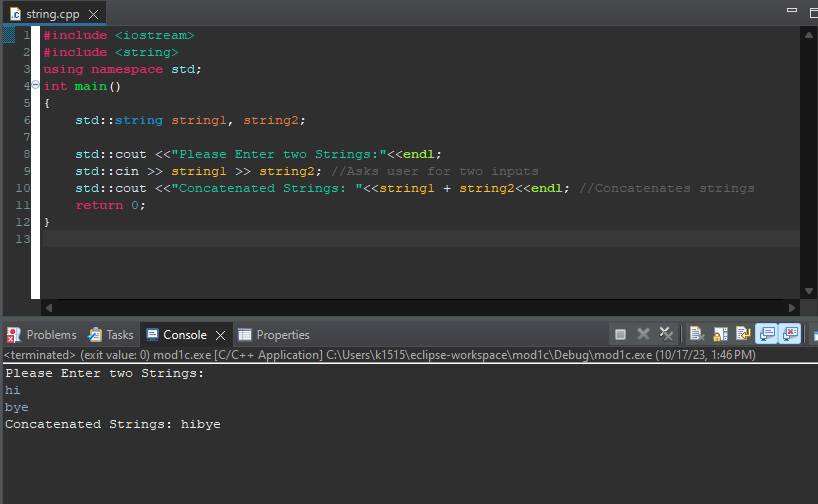 string.cpp
1 #include <iostream>
2 #include <string>
3 using namespace std;
4 int main()
5 {
6     std::string string1, string2;
7
8     std::cout <<"Please Enter two Strings:"<<endl;
9     std::cin >> string1 >> string2; //Asks user for two inputs
10     std::cout <<"Concatenated Strings: "<<string1 + string2<<endl; //Concatenates strings
11     return 0;
12 }
13
Problems Tasks Console Properties
<terminated> (exit value: 0) mod1c.exe [C/C++ Application] C:\Users\k1515\eclipse-workspace\mod1c\Debug\mod1c.exe (10/17/23, 1:46 PM)
Please Enter two Strings:
hi
bye
Concatenated Strings: hibye